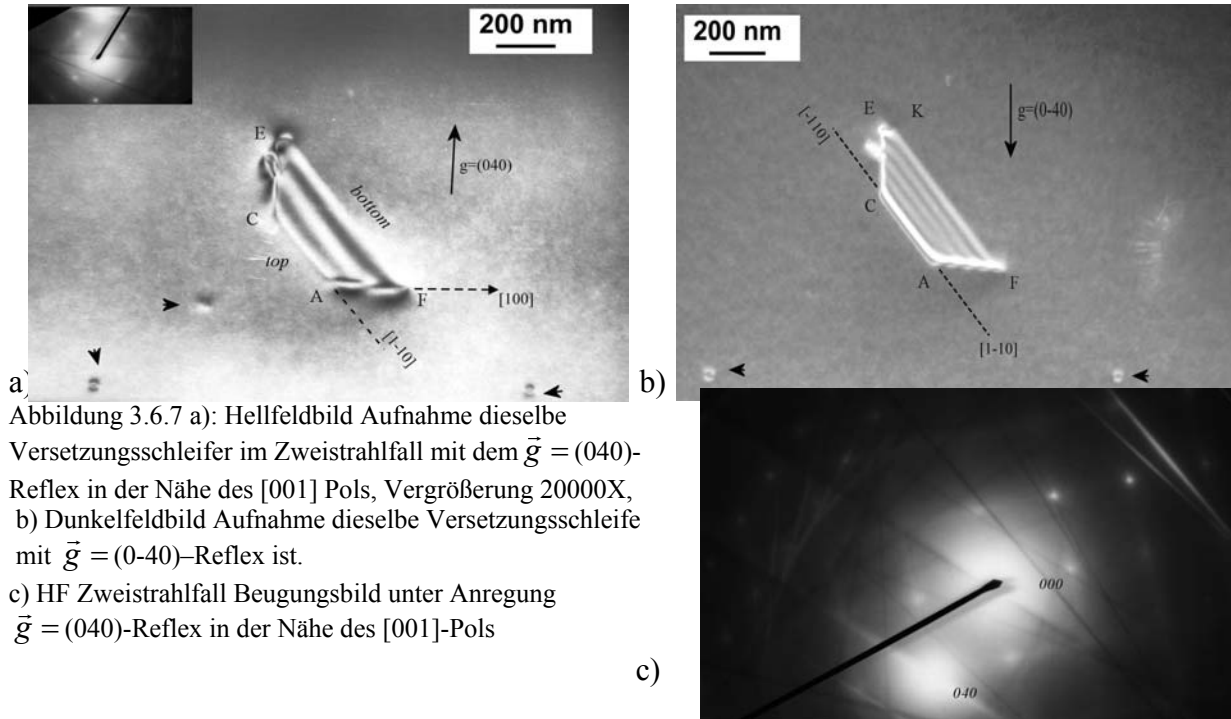 200 nm
E
g=(040)
bottom
C
top
A
F
[100]
[1-10]
a)
200 nm
E
K
g=(0-40)
[-110]
C
A
F
[1-10]
b)
Abbildung 3.6.7 a): Hellfeldbild Aufnahme dieselbe
Versetzungsschleifer im Zweistrahlfall mit dem g⃗ = (040)-
Reflex in der Nähe des [001] Pols, Vergrößerung 20000X,
b) Dunkelfeldbild Aufnahme dieselbe Versetzungsschleife
mit g⃗ = (0-40)–Reflex ist.
c) HF Zweistrahlfall Beugungsbild unter Anregung
g⃗ = (040)-Reflex in der Nähe des [001]-Pols
c)
000
040